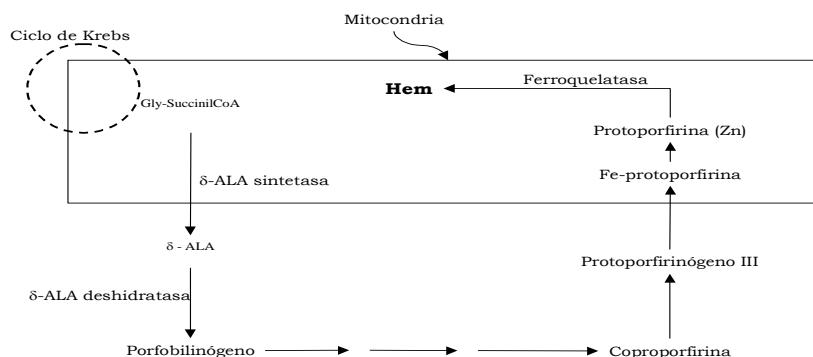 Mitocondria
Ciclo de Krebs
Ferroquelatasa
Hem
Gly-SuccinilCoA
Protoporfirina (Zn)
Fe-protoporfirina
δ-ALA sintetasa
δ - ALA
Protoporfirinógeno III
δ-ALA deshidratasa
Porfobilinógeno
Coproporfirina